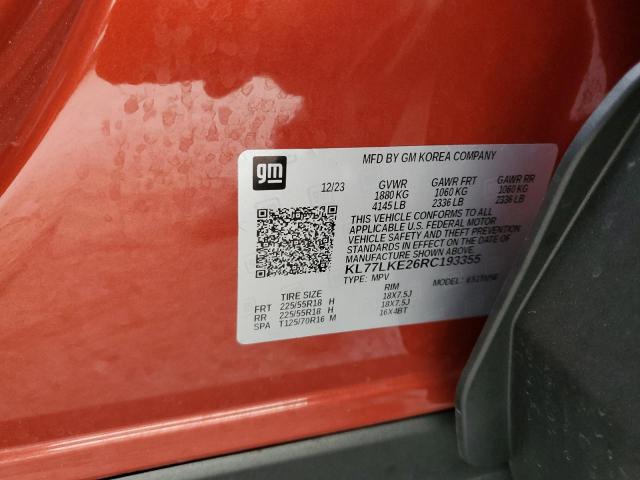 MFD BY GM KOREA COMPANY
gm
12/23 GVWR GAWR FRT GAWR RR
1880 KG 1060 KG 1060 KG
4145 LB 2336 LB 2336 LB
THIS VEHICLE CONFORMS TO ALL
APPLICABLE U.S. FEDERAL MOTOR
VEHICLE SAFETY AND THEFT PREVENTION
STANDARDS IN EFFECT ON THE DATE OF
MANUFACTURE SHOWN ABOVE.
KL77LKE26RC193355
TYPE: MPV MODEL:
TIRE SIZE RIM
FRT 225/55R18 H 18X7.5J
RR 225/55R18 H 18X7.5J
SPA T125/70R16 M 16X4BT